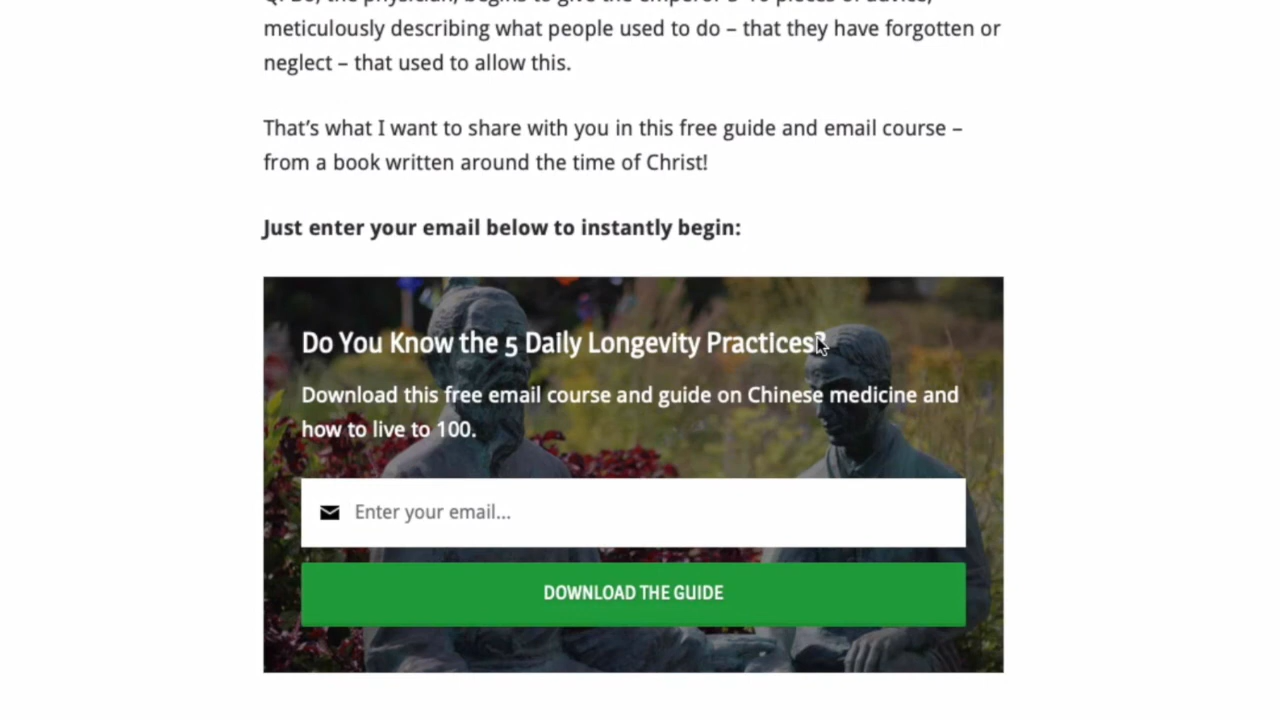 meticulously describing what people used to do – that they have forgotten or
neglect – that used to allow this.
That's what I want to share with you in this free guide and email course –
from a book written around the time of Christ!
Just enter your email below to instantly begin:
Do You Know the 5 Daily Longevity Practices?
Download this free email course and guide on Chinese medicine and
how to live to 100.
Enter your email...
DOWNLOAD THE GUIDE